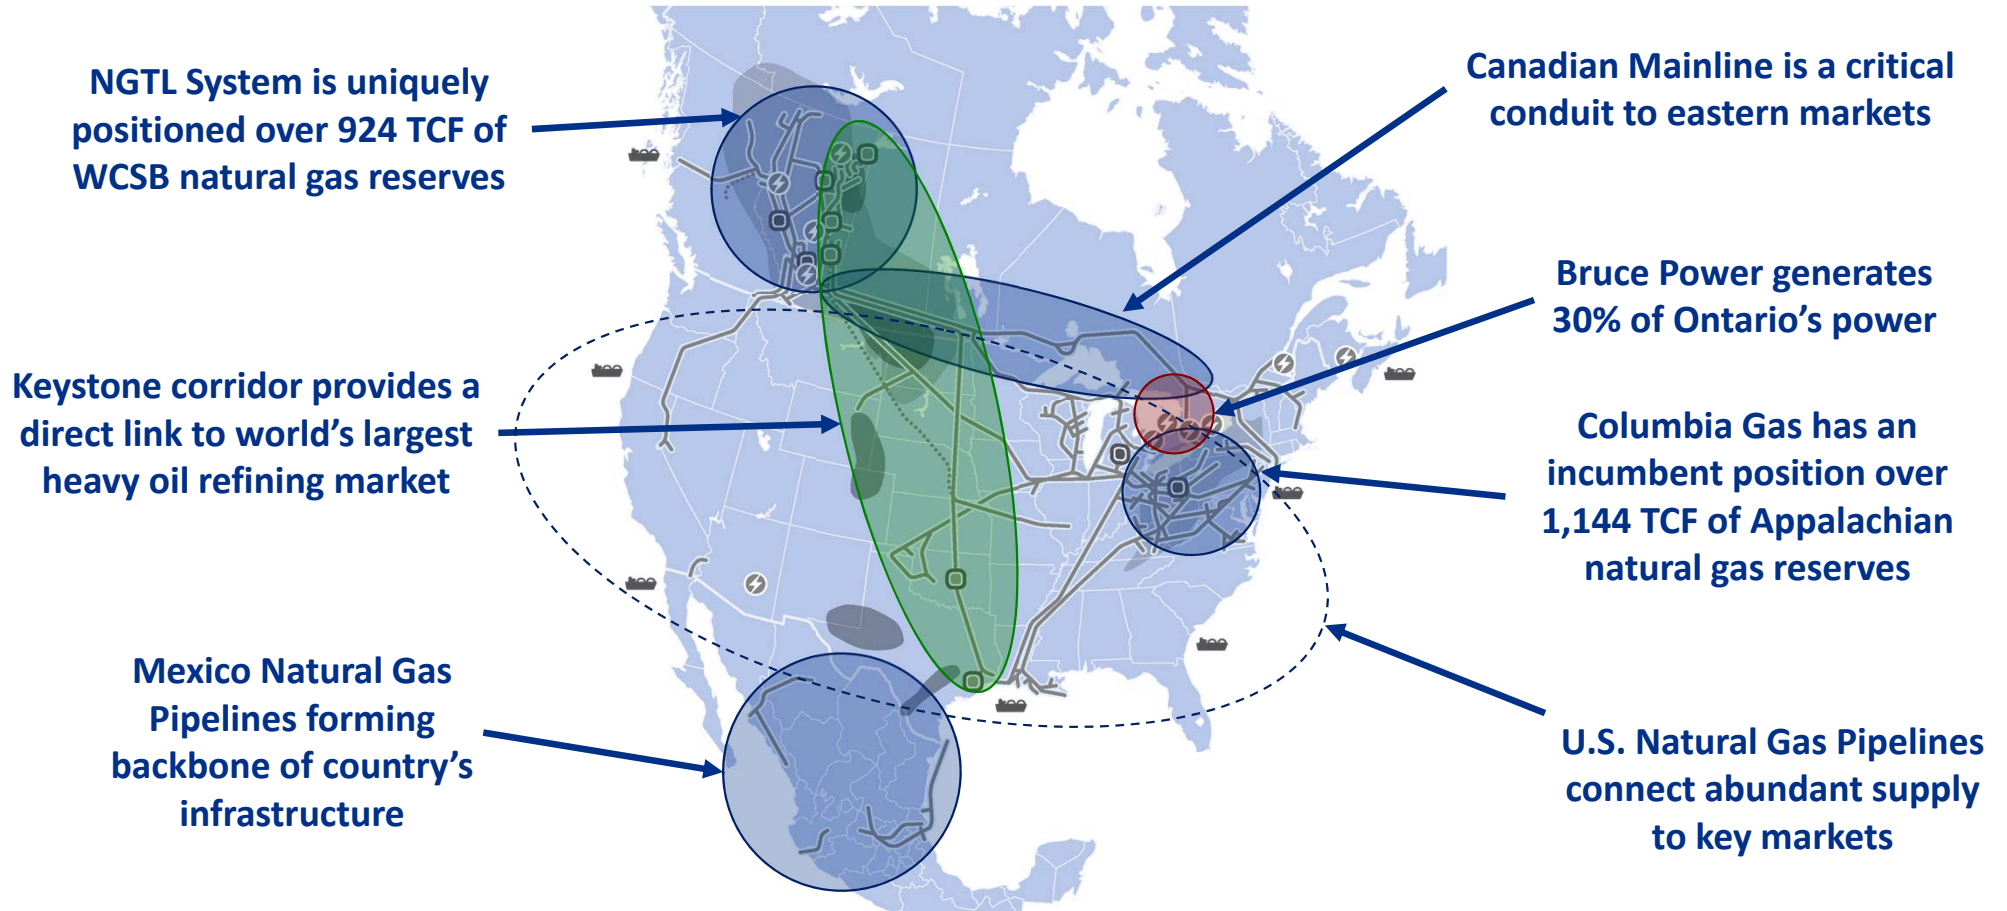 NGTL System is uniquely
positioned over 924 TCF of
WCSB natural gas reserves
Keystone corridor provides a
direct link to world’s largest
heavy oil refining market
Mexico Natural Gas
Pipelines forming
backbone of country’s
infrastructure
Canadian Mainline is a critical
conduit to eastern markets
Bruce Power generates
30% of Ontario’s power
Columbia Gas has an
incumbent position over
1,144 TCF of Appalachian
natural gas reserves
U.S. Natural Gas Pipelines
connect abundant supply
to key markets